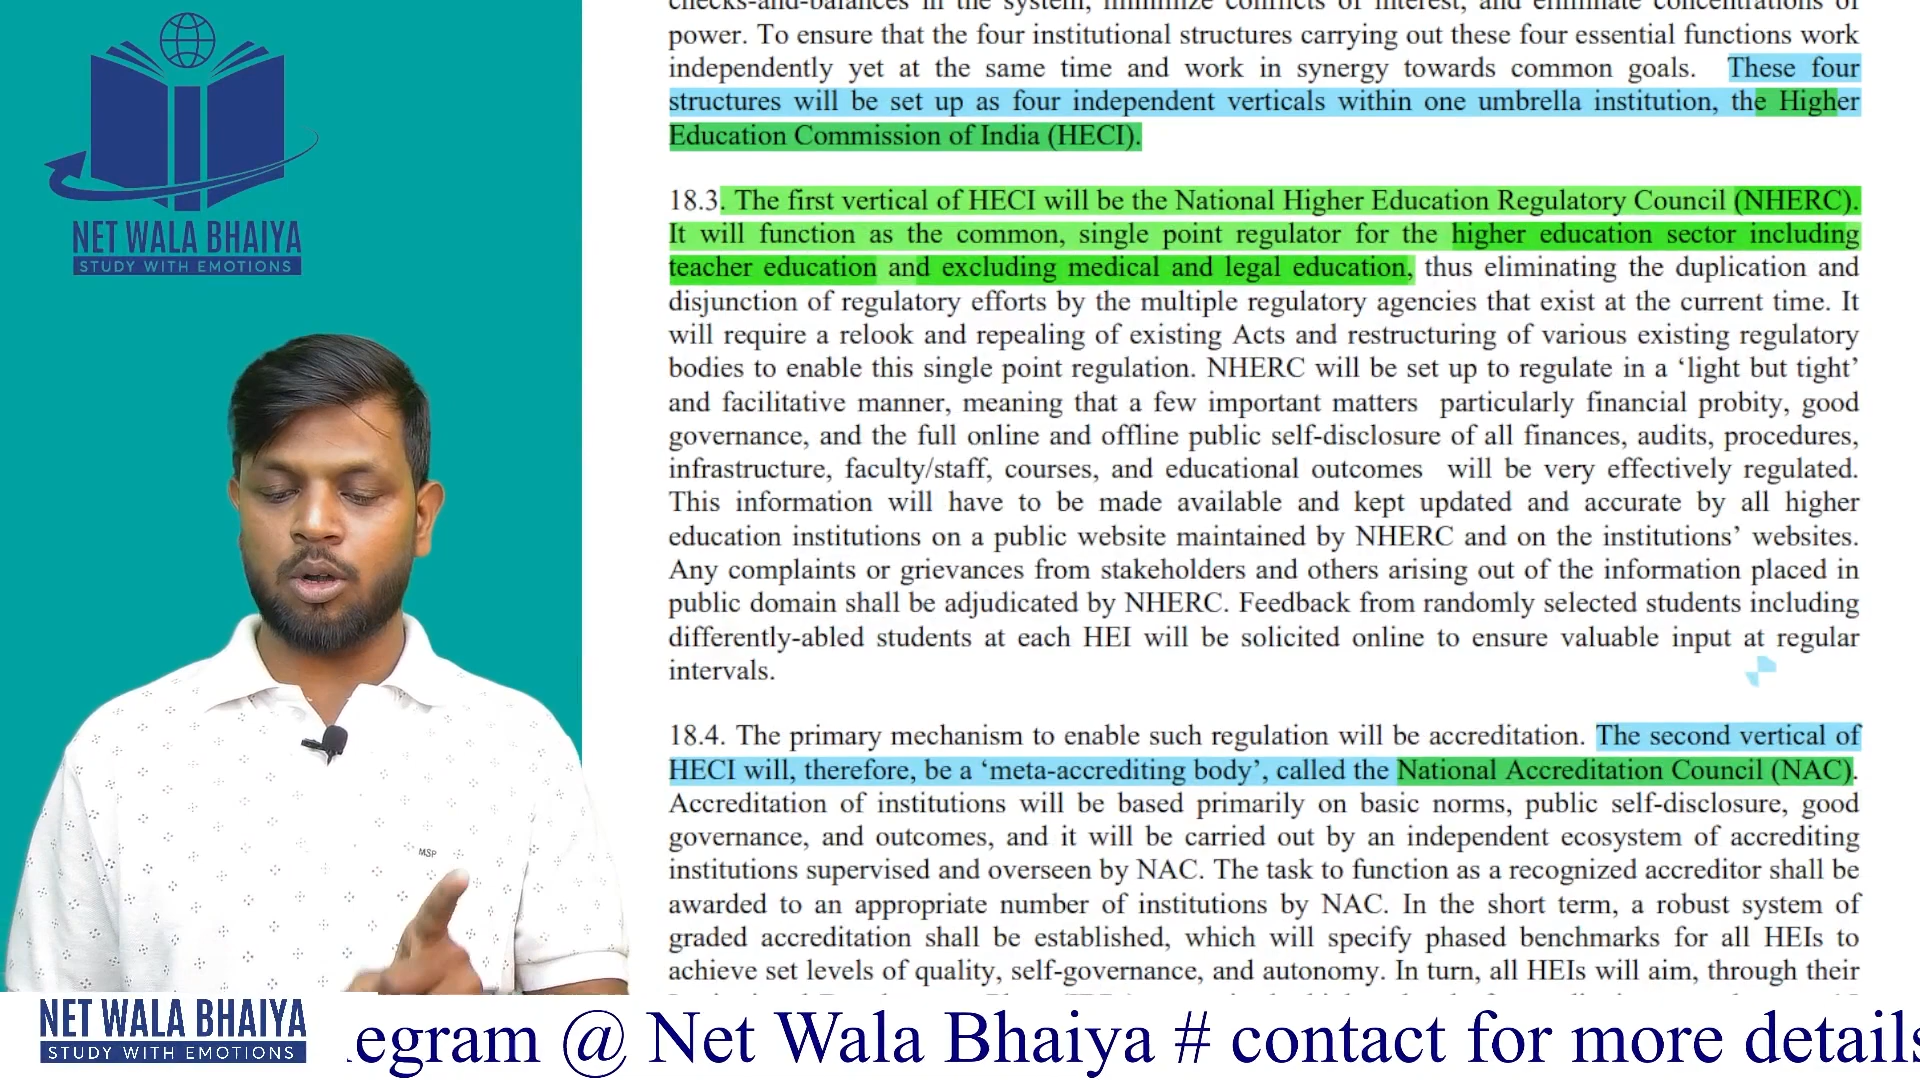 NET WALA BHAIYA
STUDY WITH EMOTIONS
checks-and-balances in the system, minimize conflicts of interest, and eliminate concentrations of
power. To ensure that the four institutional structures carrying out these four essential functions work
independently yet at the same time and work in synergy towards common goals. These four
structures will be set up as four independent verticals within one umbrella institution, the Higher
Education Commission of India (HECI).
18.3. The first vertical of HECI will be the National Higher Education Regulatory Council (NHERC).
It will function as the common, single point regulator for the higher education sector including
teacher education and excluding medical and legal education, thus eliminating the duplication and
disjunction of regulatory efforts by the multiple regulatory agencies that exist at the current time. It
will require a relook and repealing of existing Acts and restructuring of various existing regulatory
bodies to enable this single point regulation. NHERC will be set up to regulate in a ‘light but tight’
and facilitative manner, meaning that a few important matters particularly financial probity, good
governance, and the full online and offline public self-disclosure of all finances, audits, procedures,
infrastructure, faculty/staff, courses, and educational outcomes will be very effectively regulated.
This information will have to be made available and kept updated and accurate by all higher
education institutions on a public website maintained by NHERC and on the institutions’ websites.
Any complaints or grievances from stakeholders and others arising out of the information placed in
public domain shall be adjudicated by NHERC. Feedback from randomly selected students including
differently-abled students at each HEI will be solicited online to ensure valuable input at regular
intervals.
18.4. The primary mechanism to enable such regulation will be accreditation. The second vertical of
HECI will, therefore, be a ‘meta-accrediting body’, called the National Accreditation Council (NAC).
Accreditation of institutions will be based primarily on basic norms, public self-disclosure, good
governance, and outcomes, and it will be carried out by an independent ecosystem of accrediting
institutions supervised and overseen by NAC. The task to function as a recognized accreditor shall be
awarded to an appropriate number of institutions by NAC. In the short term, a robust system of
graded accreditation shall be established, which will specify phased benchmarks for all HEIs to
achieve set levels of quality, self-governance, and autonomy. In turn, all HEIs will aim, through their
MSP
NET WALA BHAIYA
STUDY WITH EMOTIONS
egram @ Net Wala Bhaiya # contact for more details